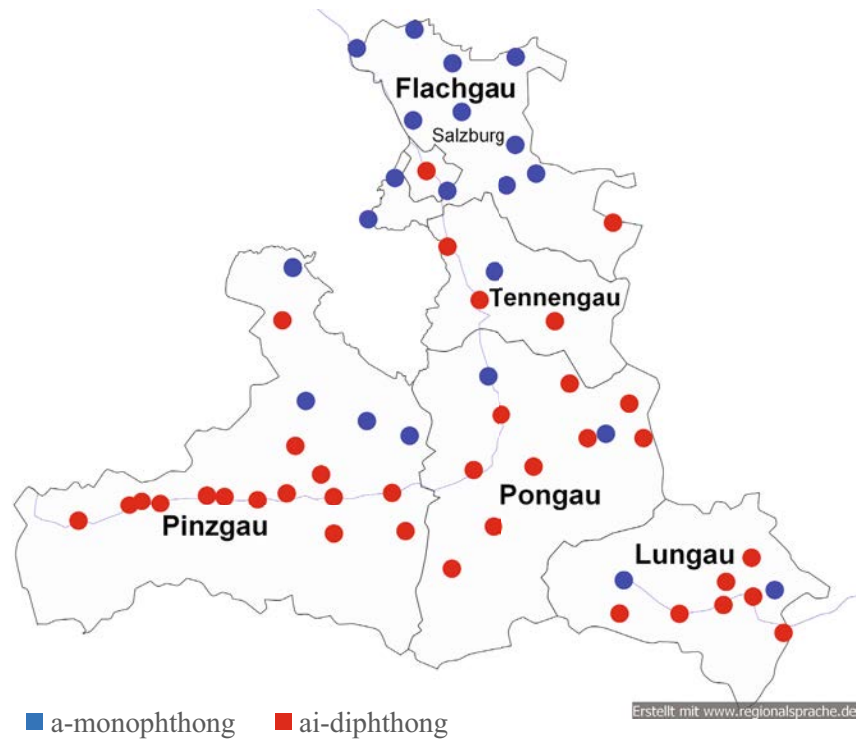 Flachgau
Salzburg
Tennengau
Pongau
Pinzgau
Lungau
Erstellt mit www.regionalsprache.de
a-monophthong
ai-diphthong